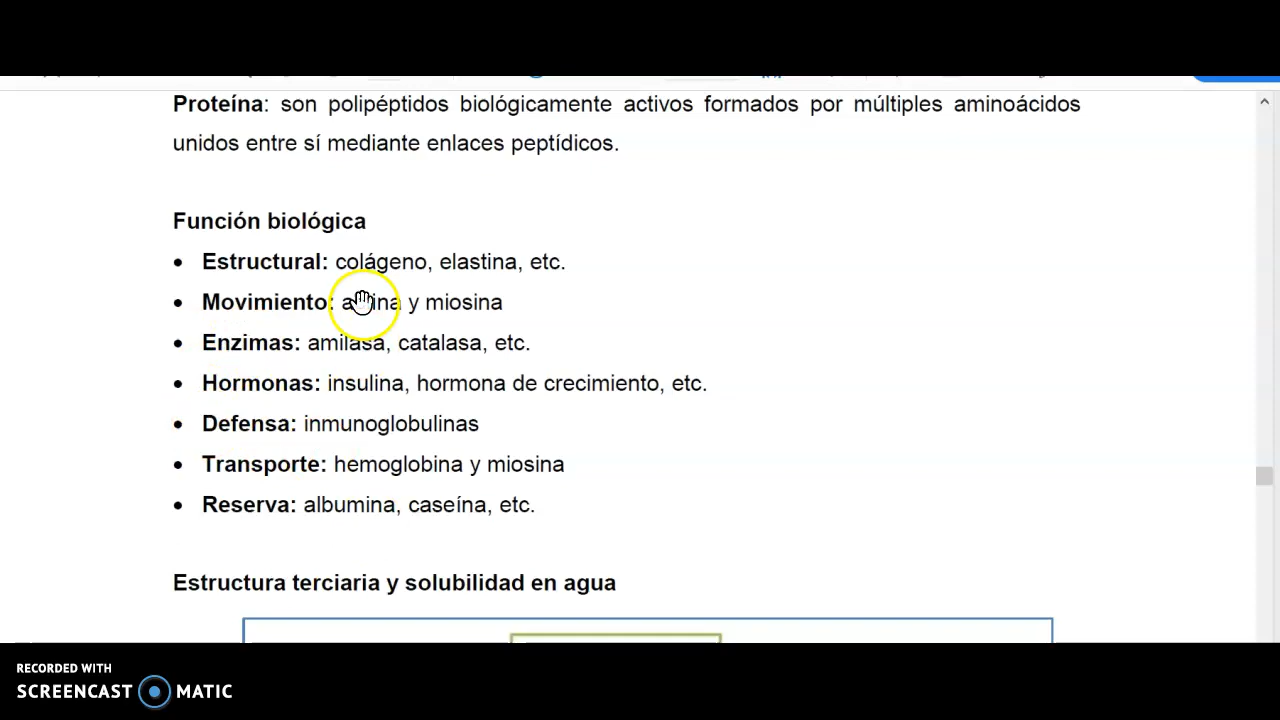 Proteína: son polipéptidos biológicamente activos formados por múltiples aminoácidos
unidos entre sí mediante enlaces peptídicos.
Función biológica
• Estructural: colágeno, elastina, etc.
• Movimiento: actina y miosina
• Enzimas: amilasa, catalasa, etc.
• Hormonas: insulina, hormona de crecimiento, etc.
• Defensa: inmunoglobulinas
• Transporte: hemoglobina y miosina
• Reserva: albumina, caseína, etc.
Estructura terciaria y solubilidad en agua
RECORDED WITH
SCREENCAST MATIC